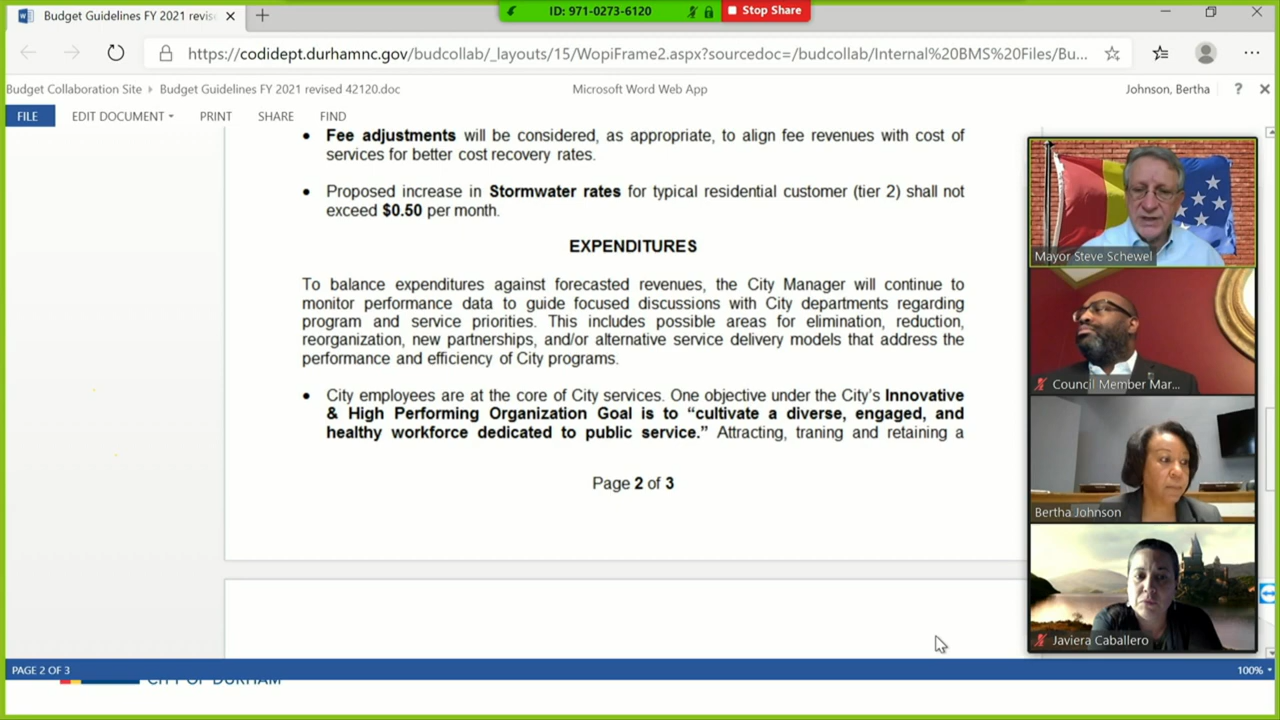 ID: 971-0273-6120
Stop Share
Budget Guidelines FY 2021 revise
https://codidept.durhamnc.gov/budcollab/_layouts/15/WopiFrame2.aspx?sourcedoc=/budcollab/Internal%20BMS%20Files/Bu...
Budget Collaboration Site
Budget Guidelines FY 2021 revised 42120.doc
Microsoft Word Web App
Johnson, Bertha
FILE
EDIT DOCUMENT
PRINT
SHARE
FIND
• Fee adjustments will be considered, as appropriate, to align fee revenues with cost of
services for better cost recovery rates.
• Proposed increase in Stormwater rates for typical residential customer (tier 2) shall not
exceed $0.50 per month.
EXPENDITURES
To balance expenditures against forecasted revenues, the City Manager will continue to
monitor performance data to guide focused discussions with City departments regarding
program and service priorities. This includes possible areas for elimination, reduction,
reorganization, new partnerships, and/or alternative service delivery models that address the
performance and efficiency of City programs.
• City employees are at the core of City services. One objective under the City's Innovative
& High Performing Organization Goal is to "cultivate a diverse, engaged, and
healthy workforce dedicated to public service." Attracting, traning and retaining a
Page 2 of 3
Mayor Steve Schewel
Council Member Mar...
Bertha Johnson
Javiera Caballero
PAGE 2 OF 3
100%
CITY OF DURHAM